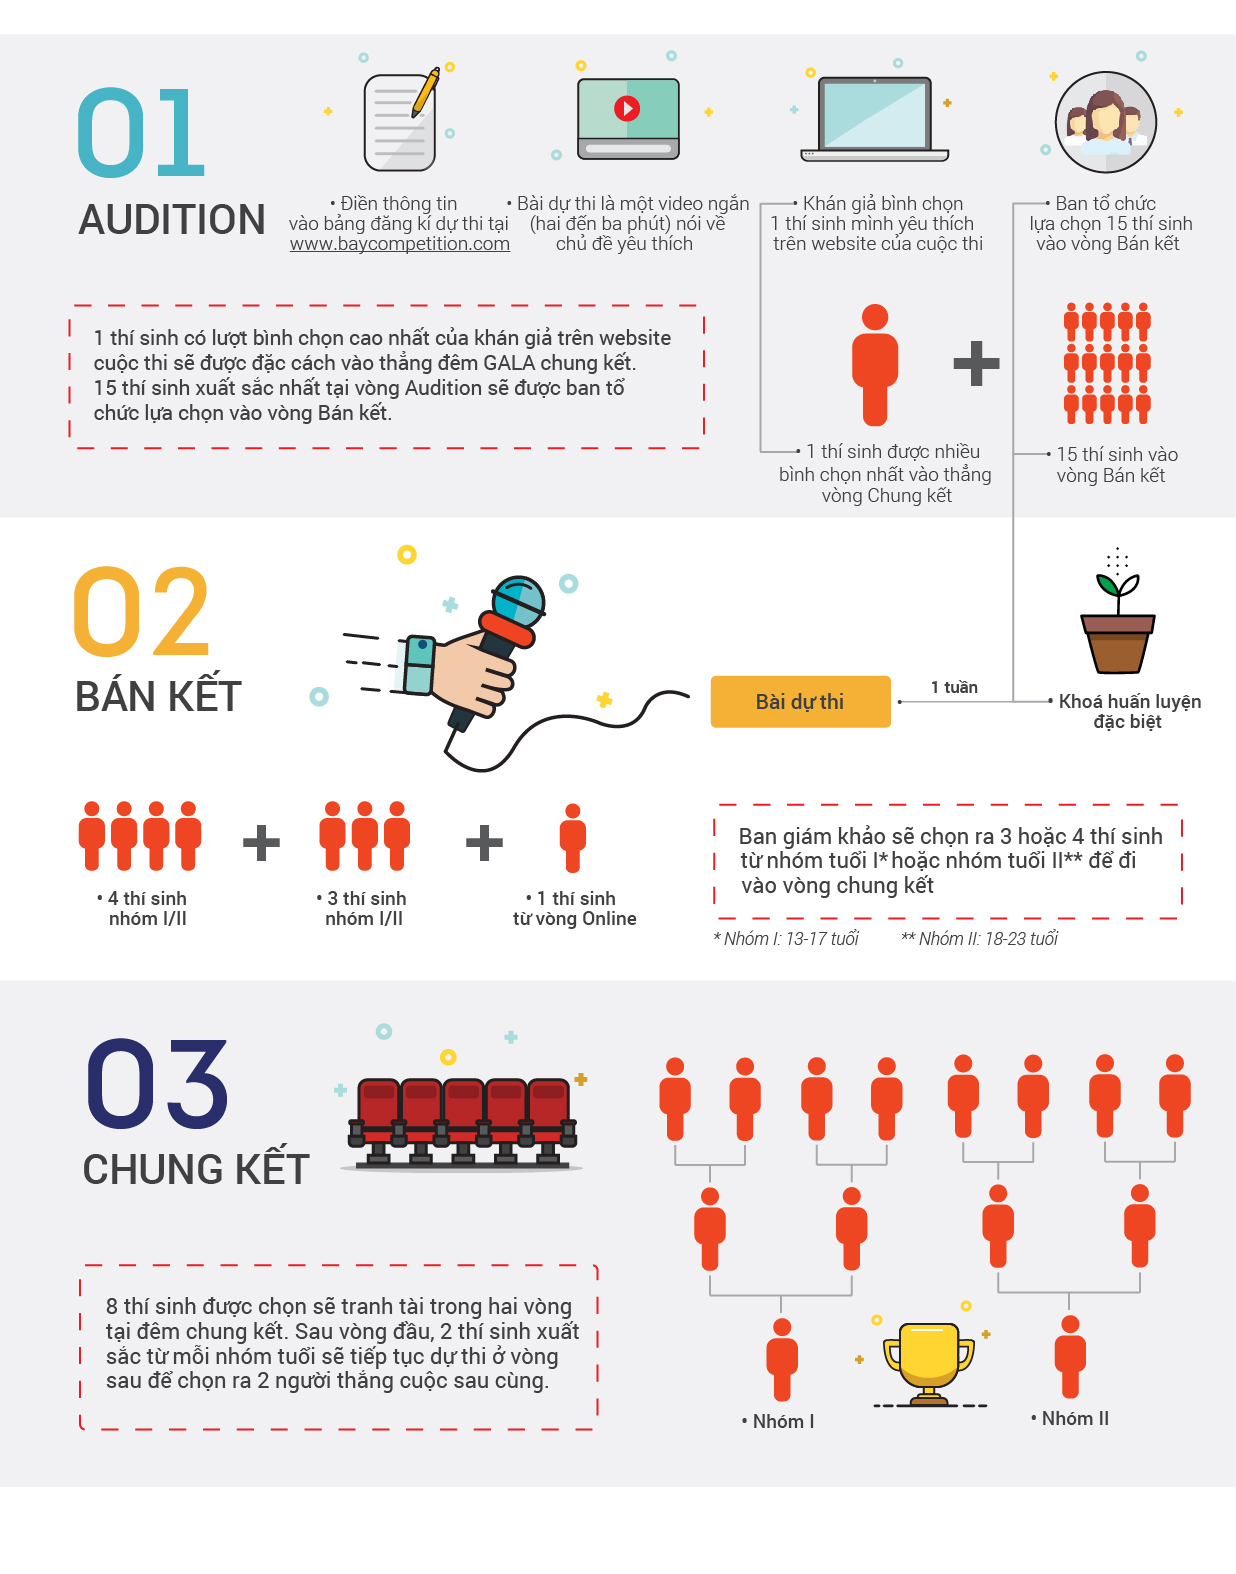 01
AUDITION
• Điền thông tin
vào bảng đăng kí dự thi tại
www.baycompetition.com
• Bài dự thi là một video ngắn
(hai đến ba phút) nói về
chủ đề yêu thích
• Khán giả bình chọn
1 thí sinh mình yêu thích
trên website của cuộc thi
• Ban tổ chức
lựa chọn 15 thí sinh
vào vòng Bán kết
1 thí sinh có lượt bình chọn cao nhất của khán giả trên website
cuộc thi sẽ được đặc cách vào thẳng đêm GALA chung kết.
15 thí sinh xuất sắc nhất tại vòng Audition sẽ được ban tổ
chức lựa chọn vào vòng Bán kết.
• 1 thí sinh được nhiều
bình chọn nhất vào thẳng
vòng Chung kết
• 15 thí sinh vào
vòng Bán kết
02
BÁN KẾT
Bài dự thi
1 tuần
• Khoá huấn luyện
đặc biệt
• 4 thí sinh
nhóm I/II
• 3 thí sinh
nhóm I/II
• 1 thí sinh
từ vòng Online
Ban giám khảo sẽ chọn ra 3 hoặc 4 thí sinh
từ nhóm tuổi I* hoặc nhóm tuổi II** để đi
vào vòng chung kết
* Nhóm I: 13-17 tuổi
** Nhóm II: 18-23 tuổi
03
CHUNG KẾT
8 thí sinh được chọn sẽ tranh tài trong hai vòng
tại đêm chung kết. Sau vòng đầu, 2 thí sinh xuất
sắc từ mỗi nhóm tuổi sẽ tiếp tục dự thi ở vòng
sau để chọn ra 2 người thắng cuộc sau cùng.
• Nhóm I
• Nhóm II